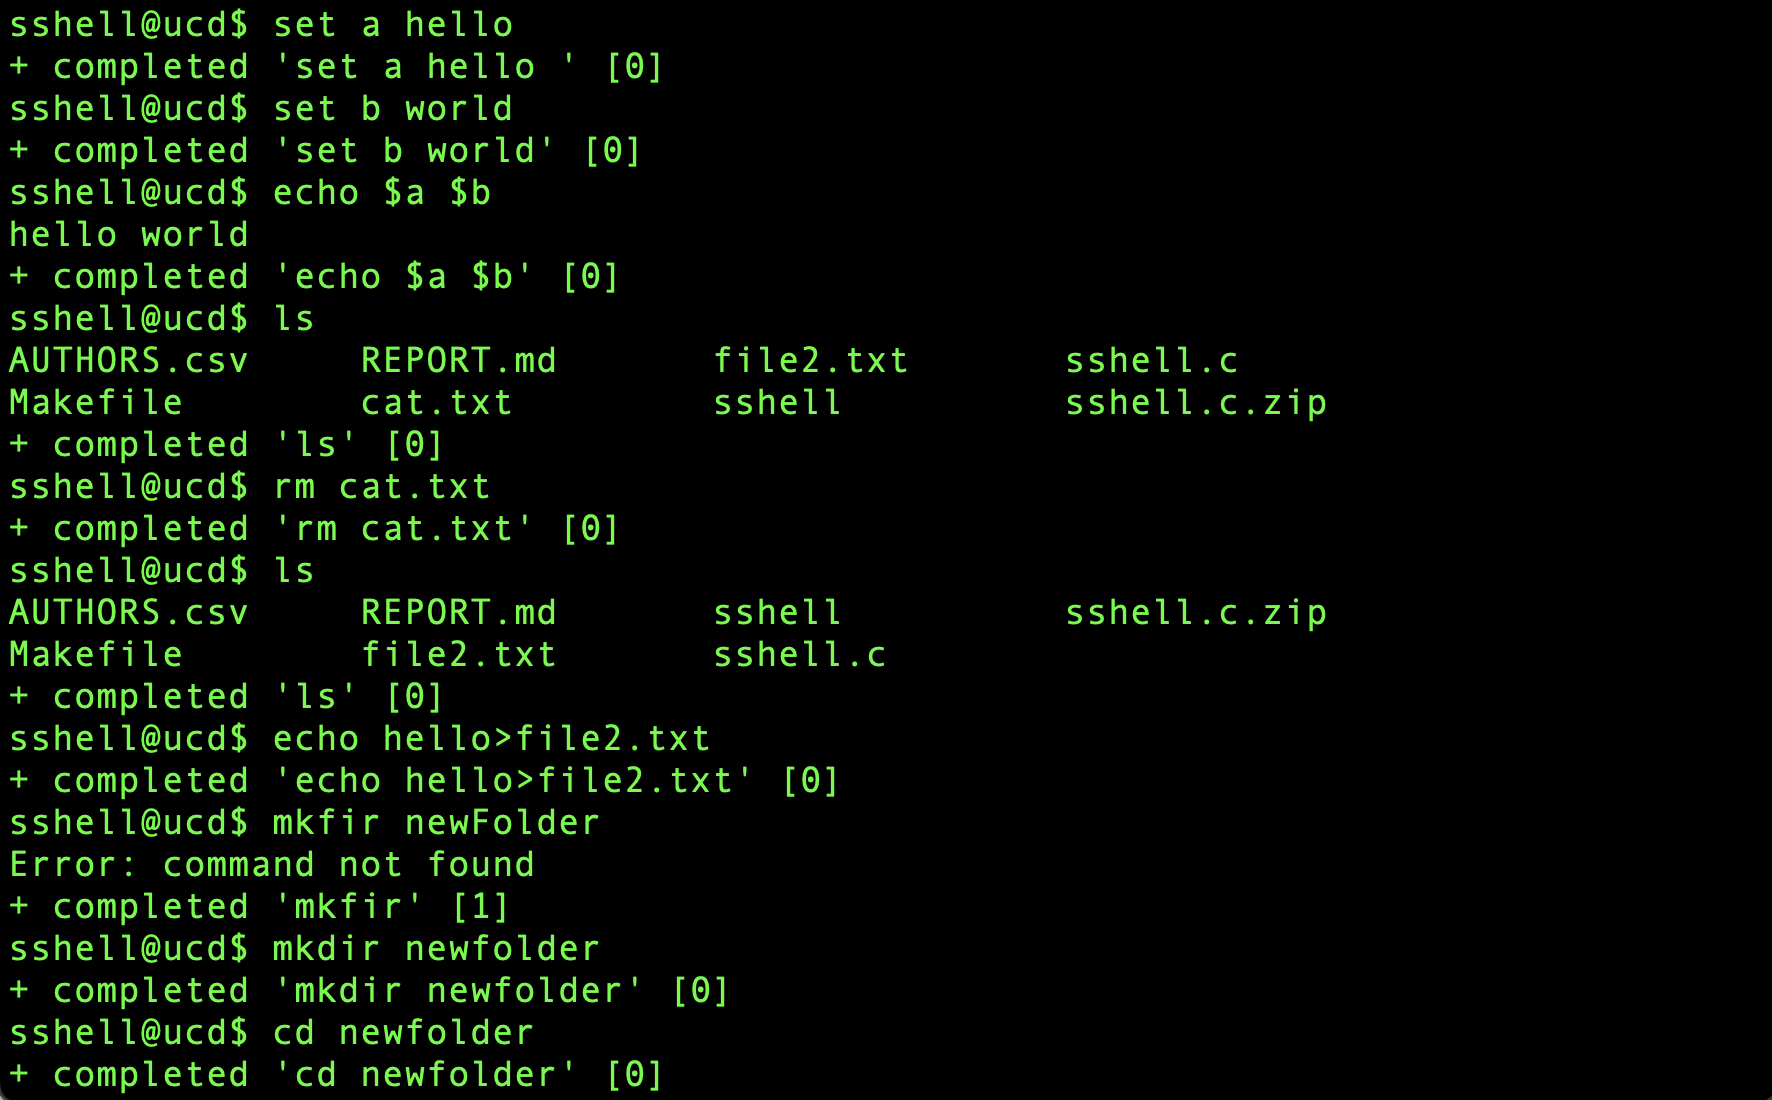 sshell@ucd$ set a hello
+ completed 'set a hello ' [0]
sshell@ucd$ set b world
+ completed 'set b world' [0]
sshell@ucd$ echo $a $b
hello world
+ completed 'echo $a $b' [0]
sshell@ucd$ ls
AUTHORS.csv     REPORT.md       file2.txt       sshell.c
Makefile        cat.txt         sshell          sshell.c.zip
+ completed 'ls' [0]
sshell@ucd$ rm cat.txt
+ completed 'rm cat.txt' [0]
sshell@ucd$ ls
AUTHORS.csv     REPORT.md       sshell          sshell.c.zip
Makefile        file2.txt       sshell.c
+ completed 'ls' [0]
sshell@ucd$ echo hello>file2.txt
+ completed 'echo hello>file2.txt' [0]
sshell@ucd$ mkfir newFolder
Error: command not found
+ completed 'mkfir' [1]
sshell@ucd$ mkdir newfolder
+ completed 'mkdir newfolder' [0]
sshell@ucd$ cd newfolder
+ completed 'cd newfolder' [0]